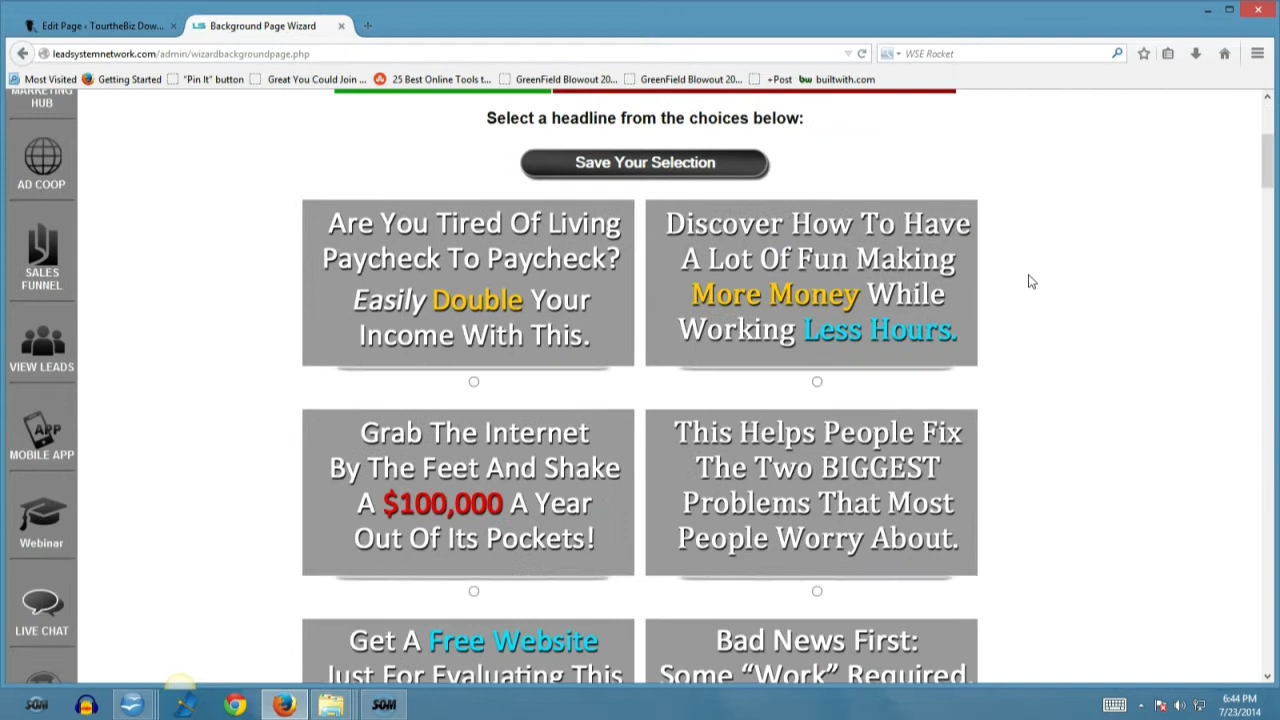 Edit Page - TourtheBiz Dow...
Background Page Wizard
leadsystemnetwork.com/admin/wizardbackgroundpage.php
WSE Rocket
Most Visited
Getting Started
"Pin It" button
Great You Could Join ...
25 Best Online Tools t...
GreenField Blowout 20...
GreenField Blowout 20...
+Post
bw builtwith.com
MARKETING
HUB
AD COOP
SALES
FUNNEL
VIEW LEADS
APP
MOBILE APP
Webinar
LIVE CHAT
Select a headline from the choices below:
Save Your Selection
Are You Tired Of Living
Paycheck To Paycheck?
Easily Double Your
Income With This.
Discover How To Have
A Lot Of Fun Making
More Money While
Working Less Hours.
Grab The Internet
By The Feet And Shake
A $100,000 A Year
Out Of Its Pockets!
This Helps People Fix
The Two BIGGEST
Problems That Most
People Worry About.
Get A Free Website
Just For Evaluating This
Bad News First:
Some “Work” Required.
SOM
SOM
6:44 PM
7/23/2014